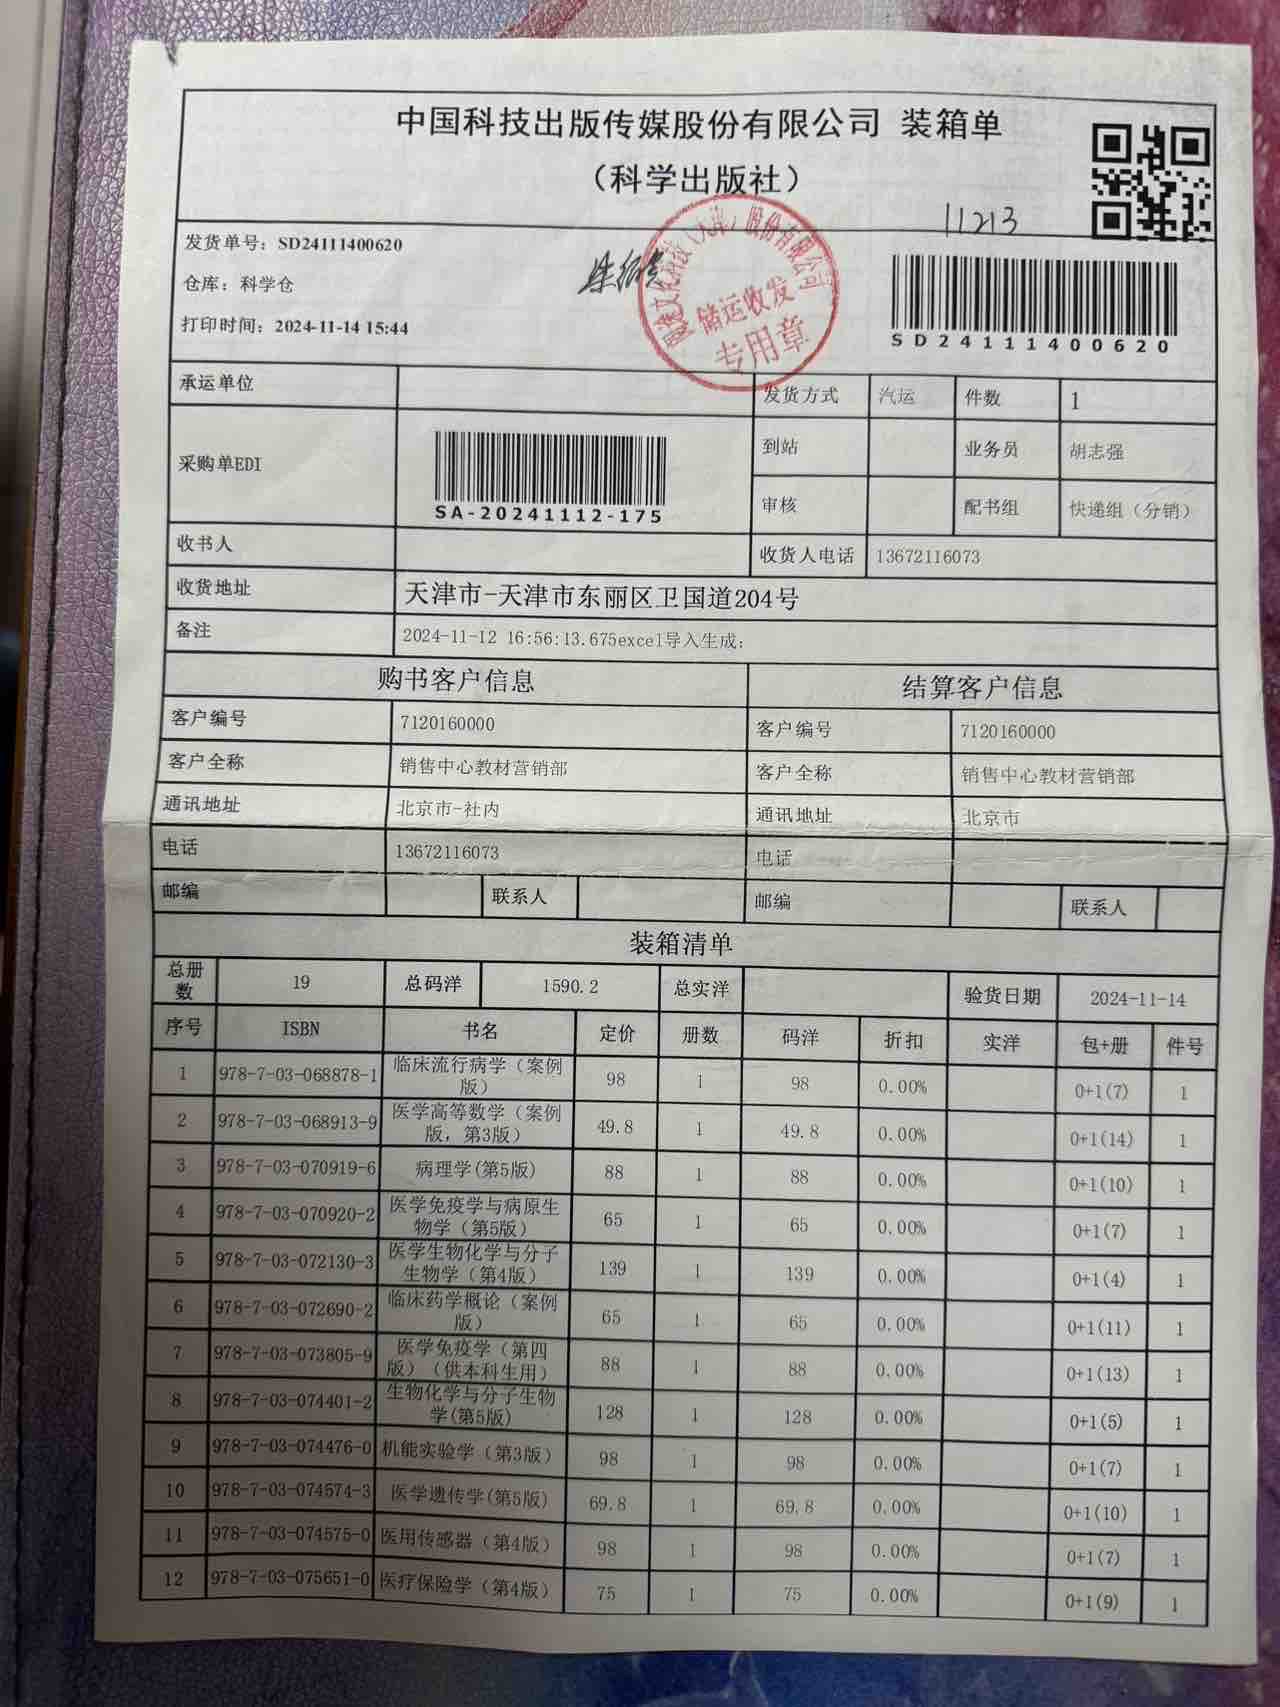 中国科技出版传媒股份有限公司 装箱单
（科学出版社）
11213
发货单号：SD24111400620
仓库：科学仓
打印时间：2024-11-14 15:44
股份有限公司
储运收发
专用章
SD24111400620
承运单位 发货方式 汽运 件数 1
采购单EDI SA-20241112-175 到站 业务员 胡志强
审核 配书组 快递组（分销）
收书人 收货人电话 13672116073
收货地址 天津市-天津市东丽区卫国道204号
备注 2024-11-12 16:56:13.675excel导入生成;
购书客户信息 结算客户信息
客户编号 7120160000 客户编号 7120160000
客户全称 销售中心教材营销部 客户全称 销售中心教材营销部
通讯地址 北京市-社内 通讯地址 北京市
电话 13672116073 电话
邮编 联系人 邮编 联系人
装箱清单
总册数 19 总码洋 1590.2 总实洋 验货日期 2024-11-14
序号 ISBN 书名 定价 册数 码洋 折扣 实洋 包+册 件号
1 978-7-03-068878-1 临床流行病学（案例版） 98 1 98 0.00% 0+1(7) 1
2 978-7-03-068913-9 医学高等数学（案例版，第3版） 49.8 1 49.8 0.00% 0+1(14) 1
3 978-7-03-070919-6 病理学(第5版) 88 1 88 0.00% 0+1(10) 1
4 978-7-03-070920-2 医学免疫学与病原生物学（第5版） 65 1 65 0.00% 0+1(7) 1
5 978-7-03-072130-3 医学生物化学与分子生物学（第4版） 139 1 139 0.00% 0+1(4) 1
6 978-7-03-072690-2 临床药学概论（案例版） 65 1 65 0.00% 0+1(11) 1
7 978-7-03-073805-9 医学免疫学（第四版）（供本科生用） 88 1 88 0.00% 0+1(13) 1
8 978-7-03-074401-2 生物化学与分子生物学(第5版) 128 1 128 0.00% 0+1(5) 1
9 978-7-03-074476-0 机能实验学（第3版） 98 1 98 0.00% 0+1(7) 1
10 978-7-03-074574-3 医学遗传学(第5版) 69.8 1 69.8 0.00% 0+1(10) 1
11 978-7-03-074575-0 医用传感器（第4版） 98 1 98 0.00% 0+1(7) 1
12 978-7-03-075651-0 医疗保险学（第4版） 75 1 75 0.00% 0+1(9) 1